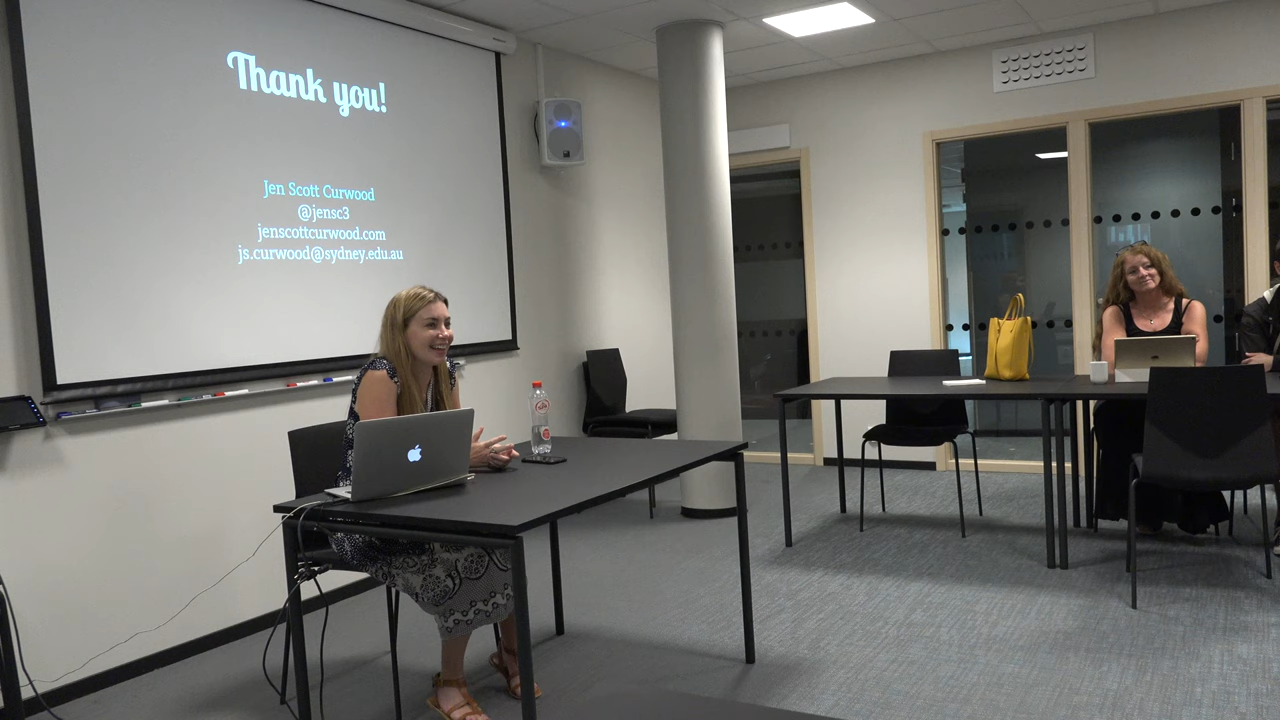 Thank you!
Jen Scott Curwood
@jensc3
jenscottcurwood.com
js.curwood@sydney.edu.au